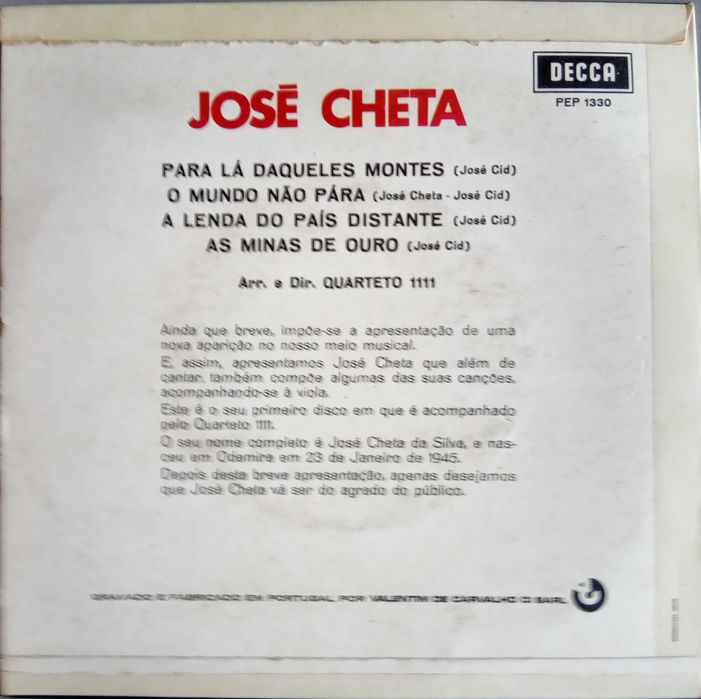 DECCA
PEP 1330
JOSÉ CHETA
PARA LÁ DAQUELES MONTES (José Cid)
O MUNDO NÃO PÁRA (José Cheta - José Cid)
A LENDA DO PAÍS DISTANTE (José Cid)
AS MINAS DE OURO (José Cid)
Arr. e Dir. QUARTETO 1111
Ainda que breve, impõe-se a apresentação de uma
nova aparição no nosso meio musical.
E, assim, apresentamos José Cheta que além de
cantar, também compõe algumas das suas canções,
acompanhando-se à viola.
Este é o seu primeiro disco em que é acompanhado
pelo Quarteto 1111.
O seu nome completo é José Cheta da Silva, e nas-
ceu em Odemira em 23 de Janeiro de 1945.
Depois desta breve apresentação, apenas desejamos
que José Cheta vá ser do agrado do público.
GRAVADO E FABRICADO EM PORTUGAL POR VALENTIM DE CARVALHO CI SARL